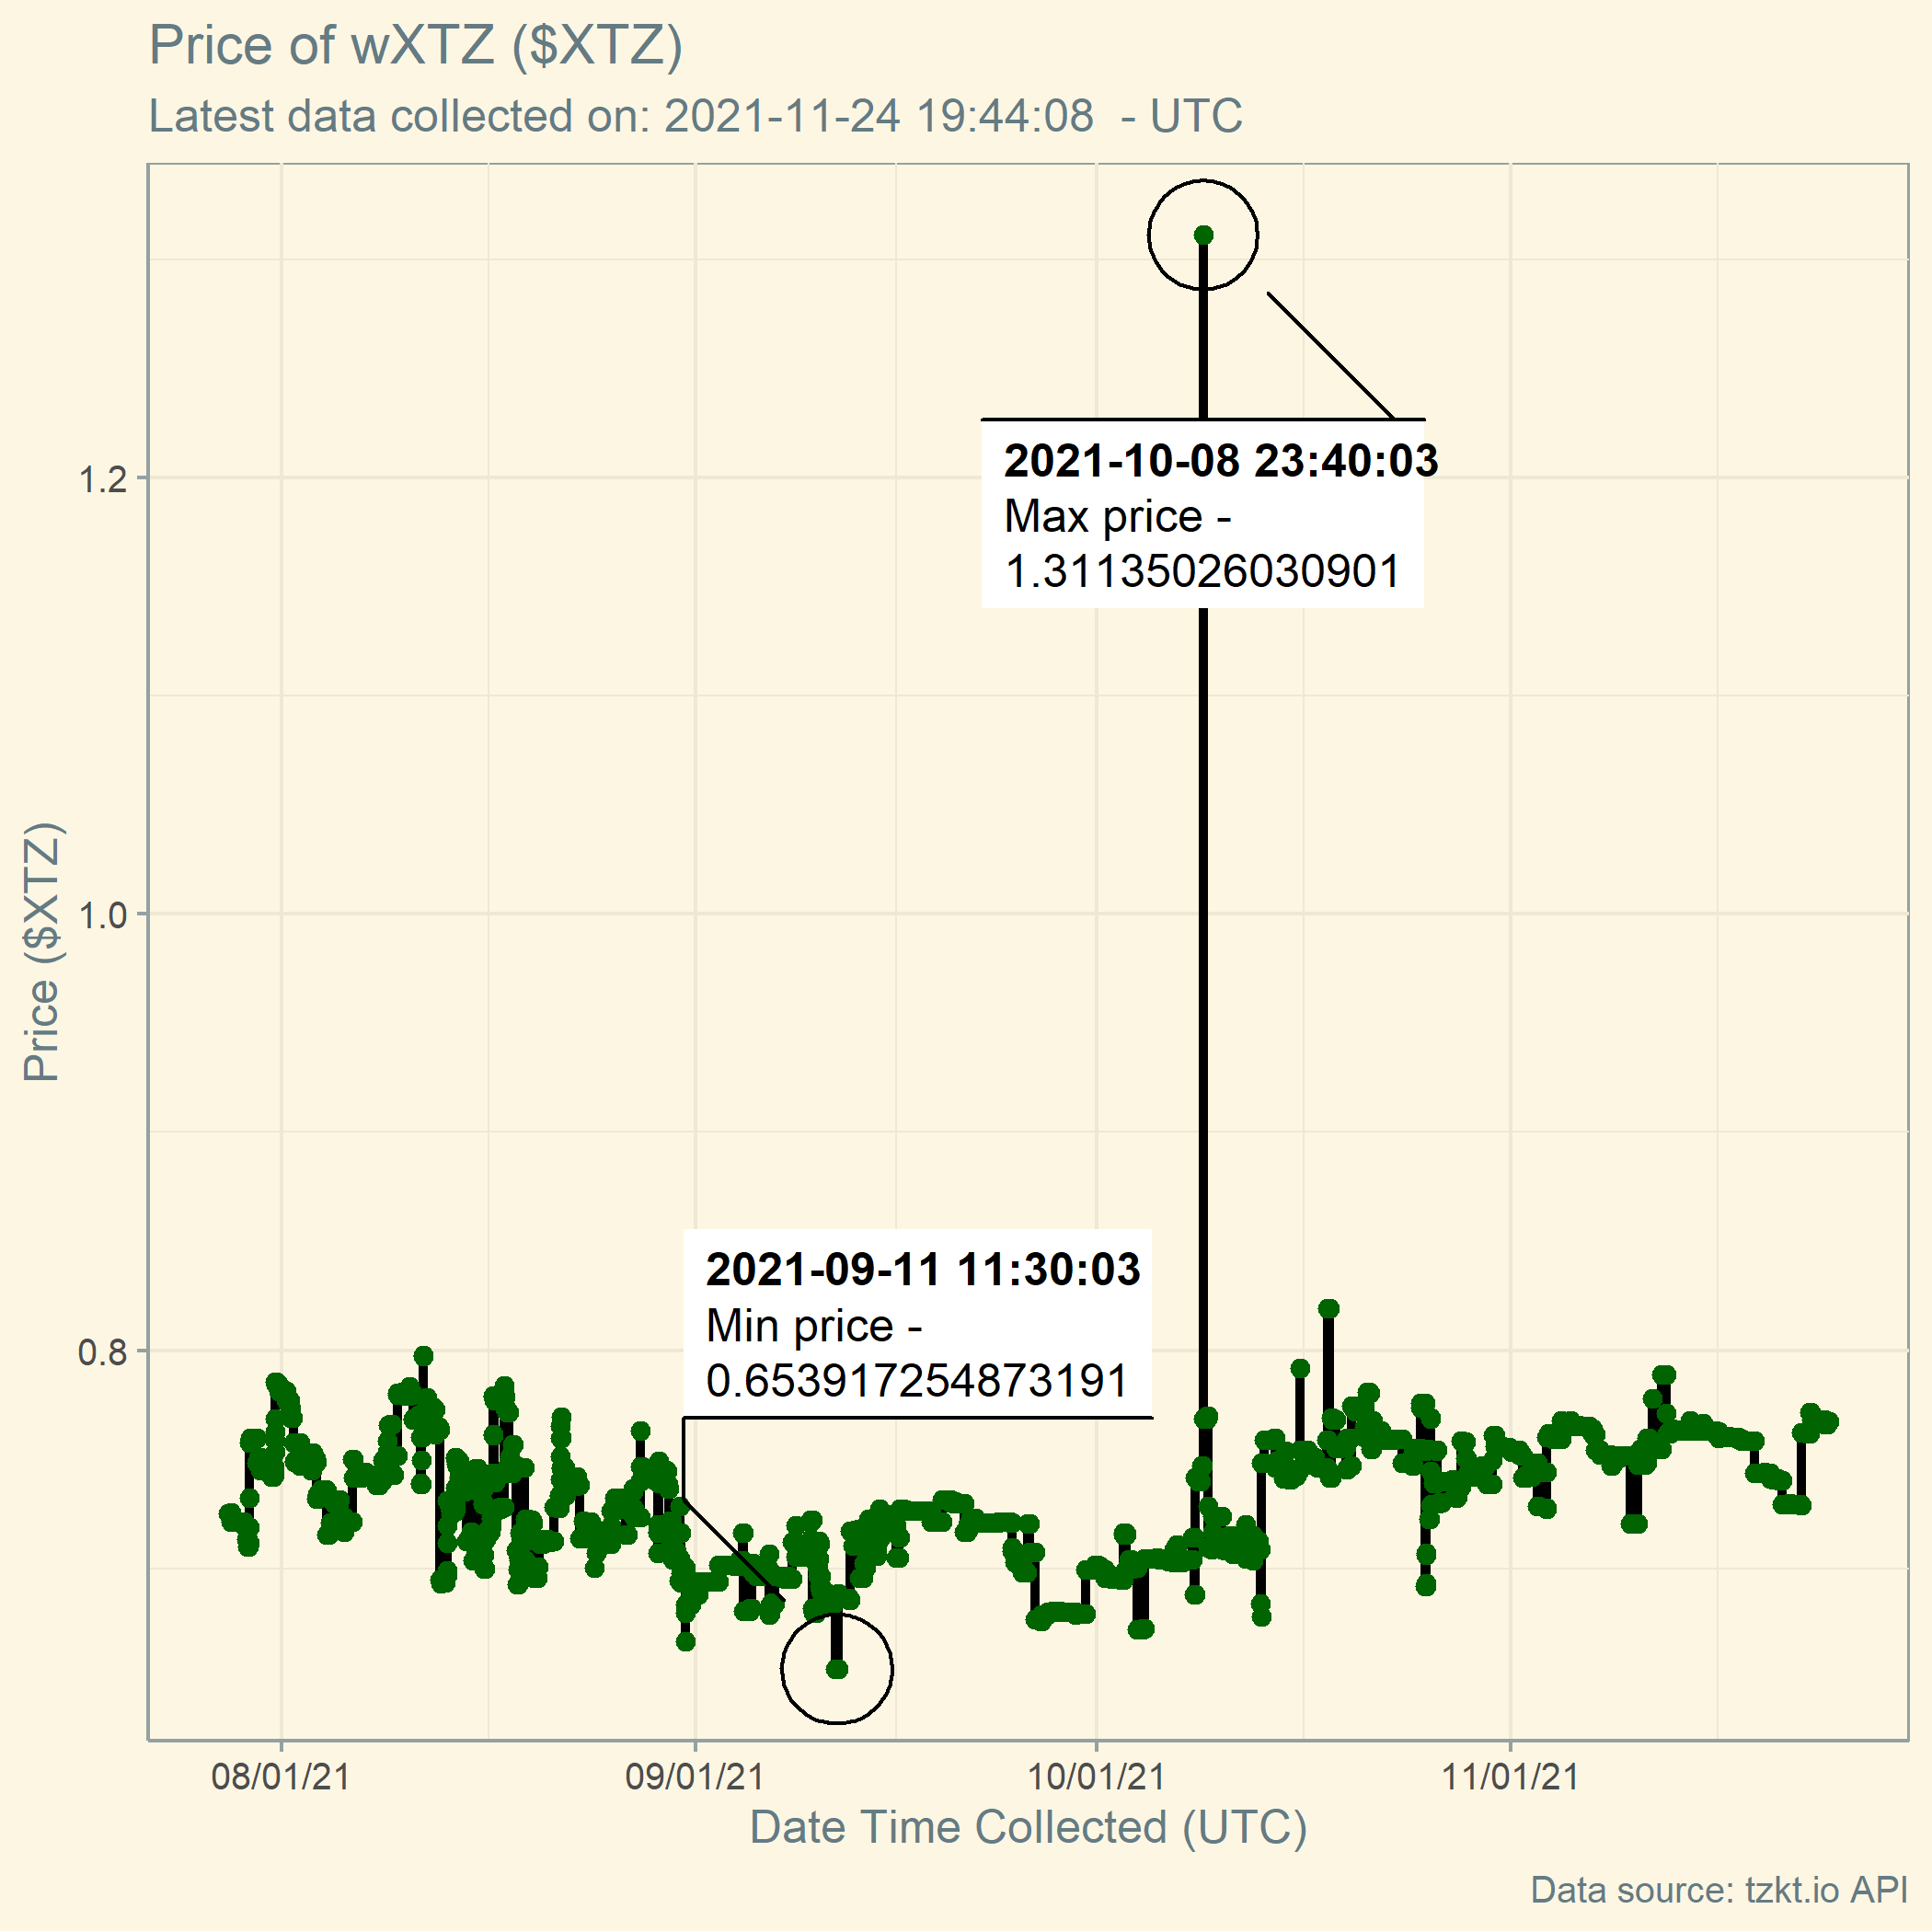 Price of wXTZ ($XTZ)
Latest data collected on: 2021-11-24 19:44:08  - UTC
2021-10-08 23:40:03
Max price -
1.31135026030901
1.2
1.0
0.8
Price ($XTZ)
2021-09-11 11:30:03
Min price -
0.653917254873191
08/01/21
09/01/21
10/01/21
11/01/21
Date Time Collected (UTC)
Data source: tzkt.io API